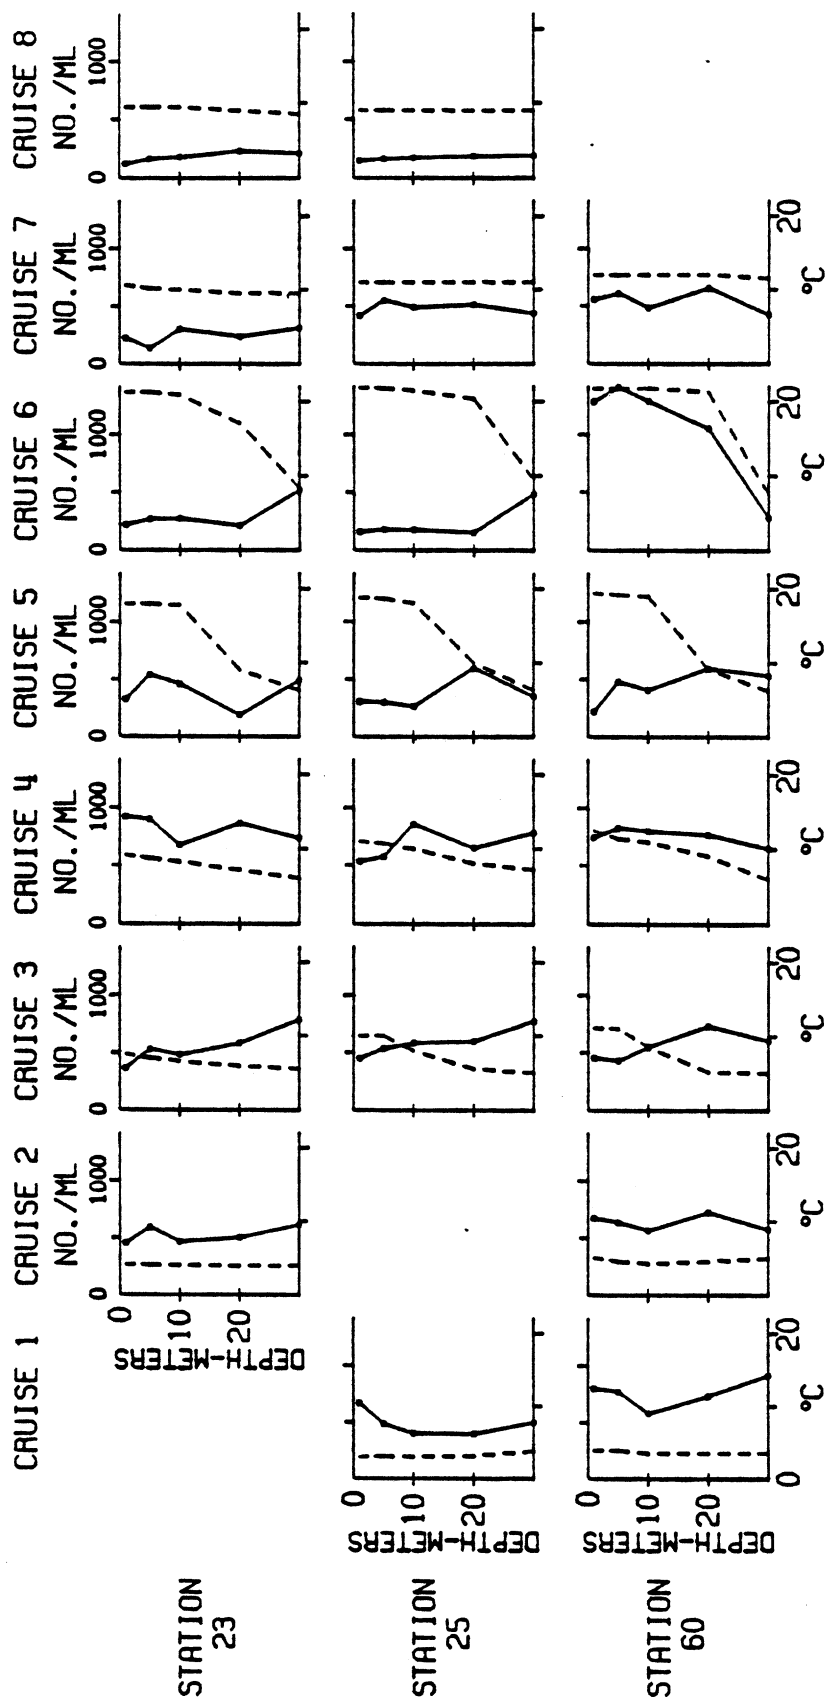 CRUISE 1 CRUISE 2 CRUISE 3 CRUISE 4 CRUISE 5 CRUISE 6 CRUISE 7 CRUISE 8
NO./ML NO./ML NO./ML NO./ML NO./ML NO./ML NO./ML
0 1000 0 1000 0 1000 0 1000 0 1000 0 1000 0 1000
STATION
23
DEPTH-METERS
0
10
20
STATION
25
DEPTH-METERS
0
10
20
STATION
60
DEPTH-METERS
0
10
20
0 20 20 20 20 20 20 20
°C °C °C °C °C °C °C